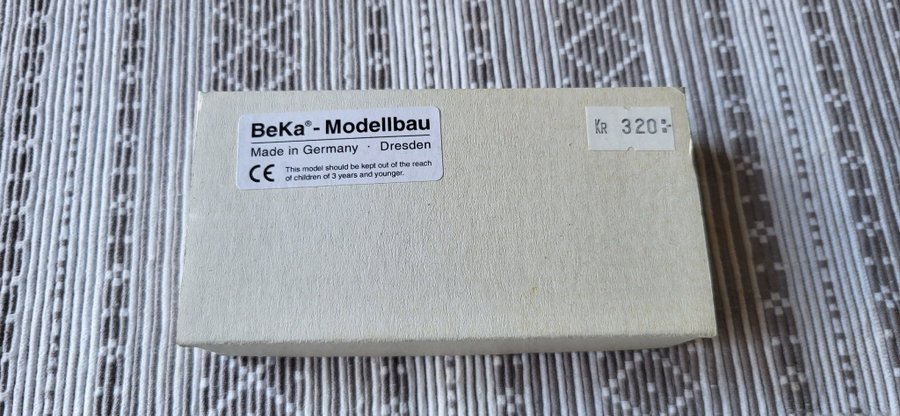 BeKa® - Modellbau
Made in Germany · Dresden
CE This model should be kept out of the reach
of children of 3 years and younger.
KR 320:-